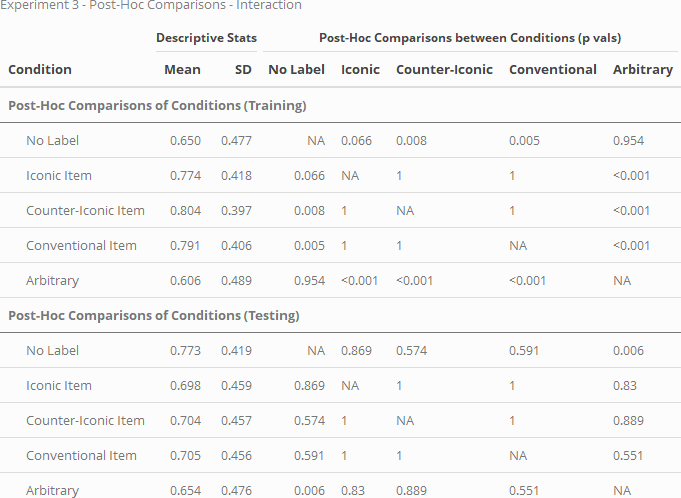 Experiment 3 - Post-Hoc Comparisons - Interaction
Descriptive Stats Post-Hoc Comparisons between Conditions (p vals)
Condition Mean SD No Label Iconic Counter-Iconic Conventional Arbitrary
Post-Hoc Comparisons of Conditions (Training)
No Label 0.650 0.477 NA 0.066 0.008 0.005 0.954
Iconic Item 0.774 0.418 0.066 NA 1 1 <0.001
Counter-Iconic Item 0.804 0.397 0.008 1 NA 1 <0.001
Conventional Item 0.791 0.406 0.005 1 1 NA <0.001
Arbitrary 0.606 0.489 0.954 <0.001 <0.001 <0.001 NA
Post-Hoc Comparisons of Conditions (Testing)
No Label 0.773 0.419 NA 0.869 0.574 0.591 0.006
Iconic Item 0.698 0.459 0.869 NA 1 1 0.83
Counter-Iconic Item 0.704 0.457 0.574 1 NA 1 0.889
Conventional Item 0.705 0.456 0.591 1 1 NA 0.551
Arbitrary 0.654 0.476 0.006 0.83 0.889 0.551 NA